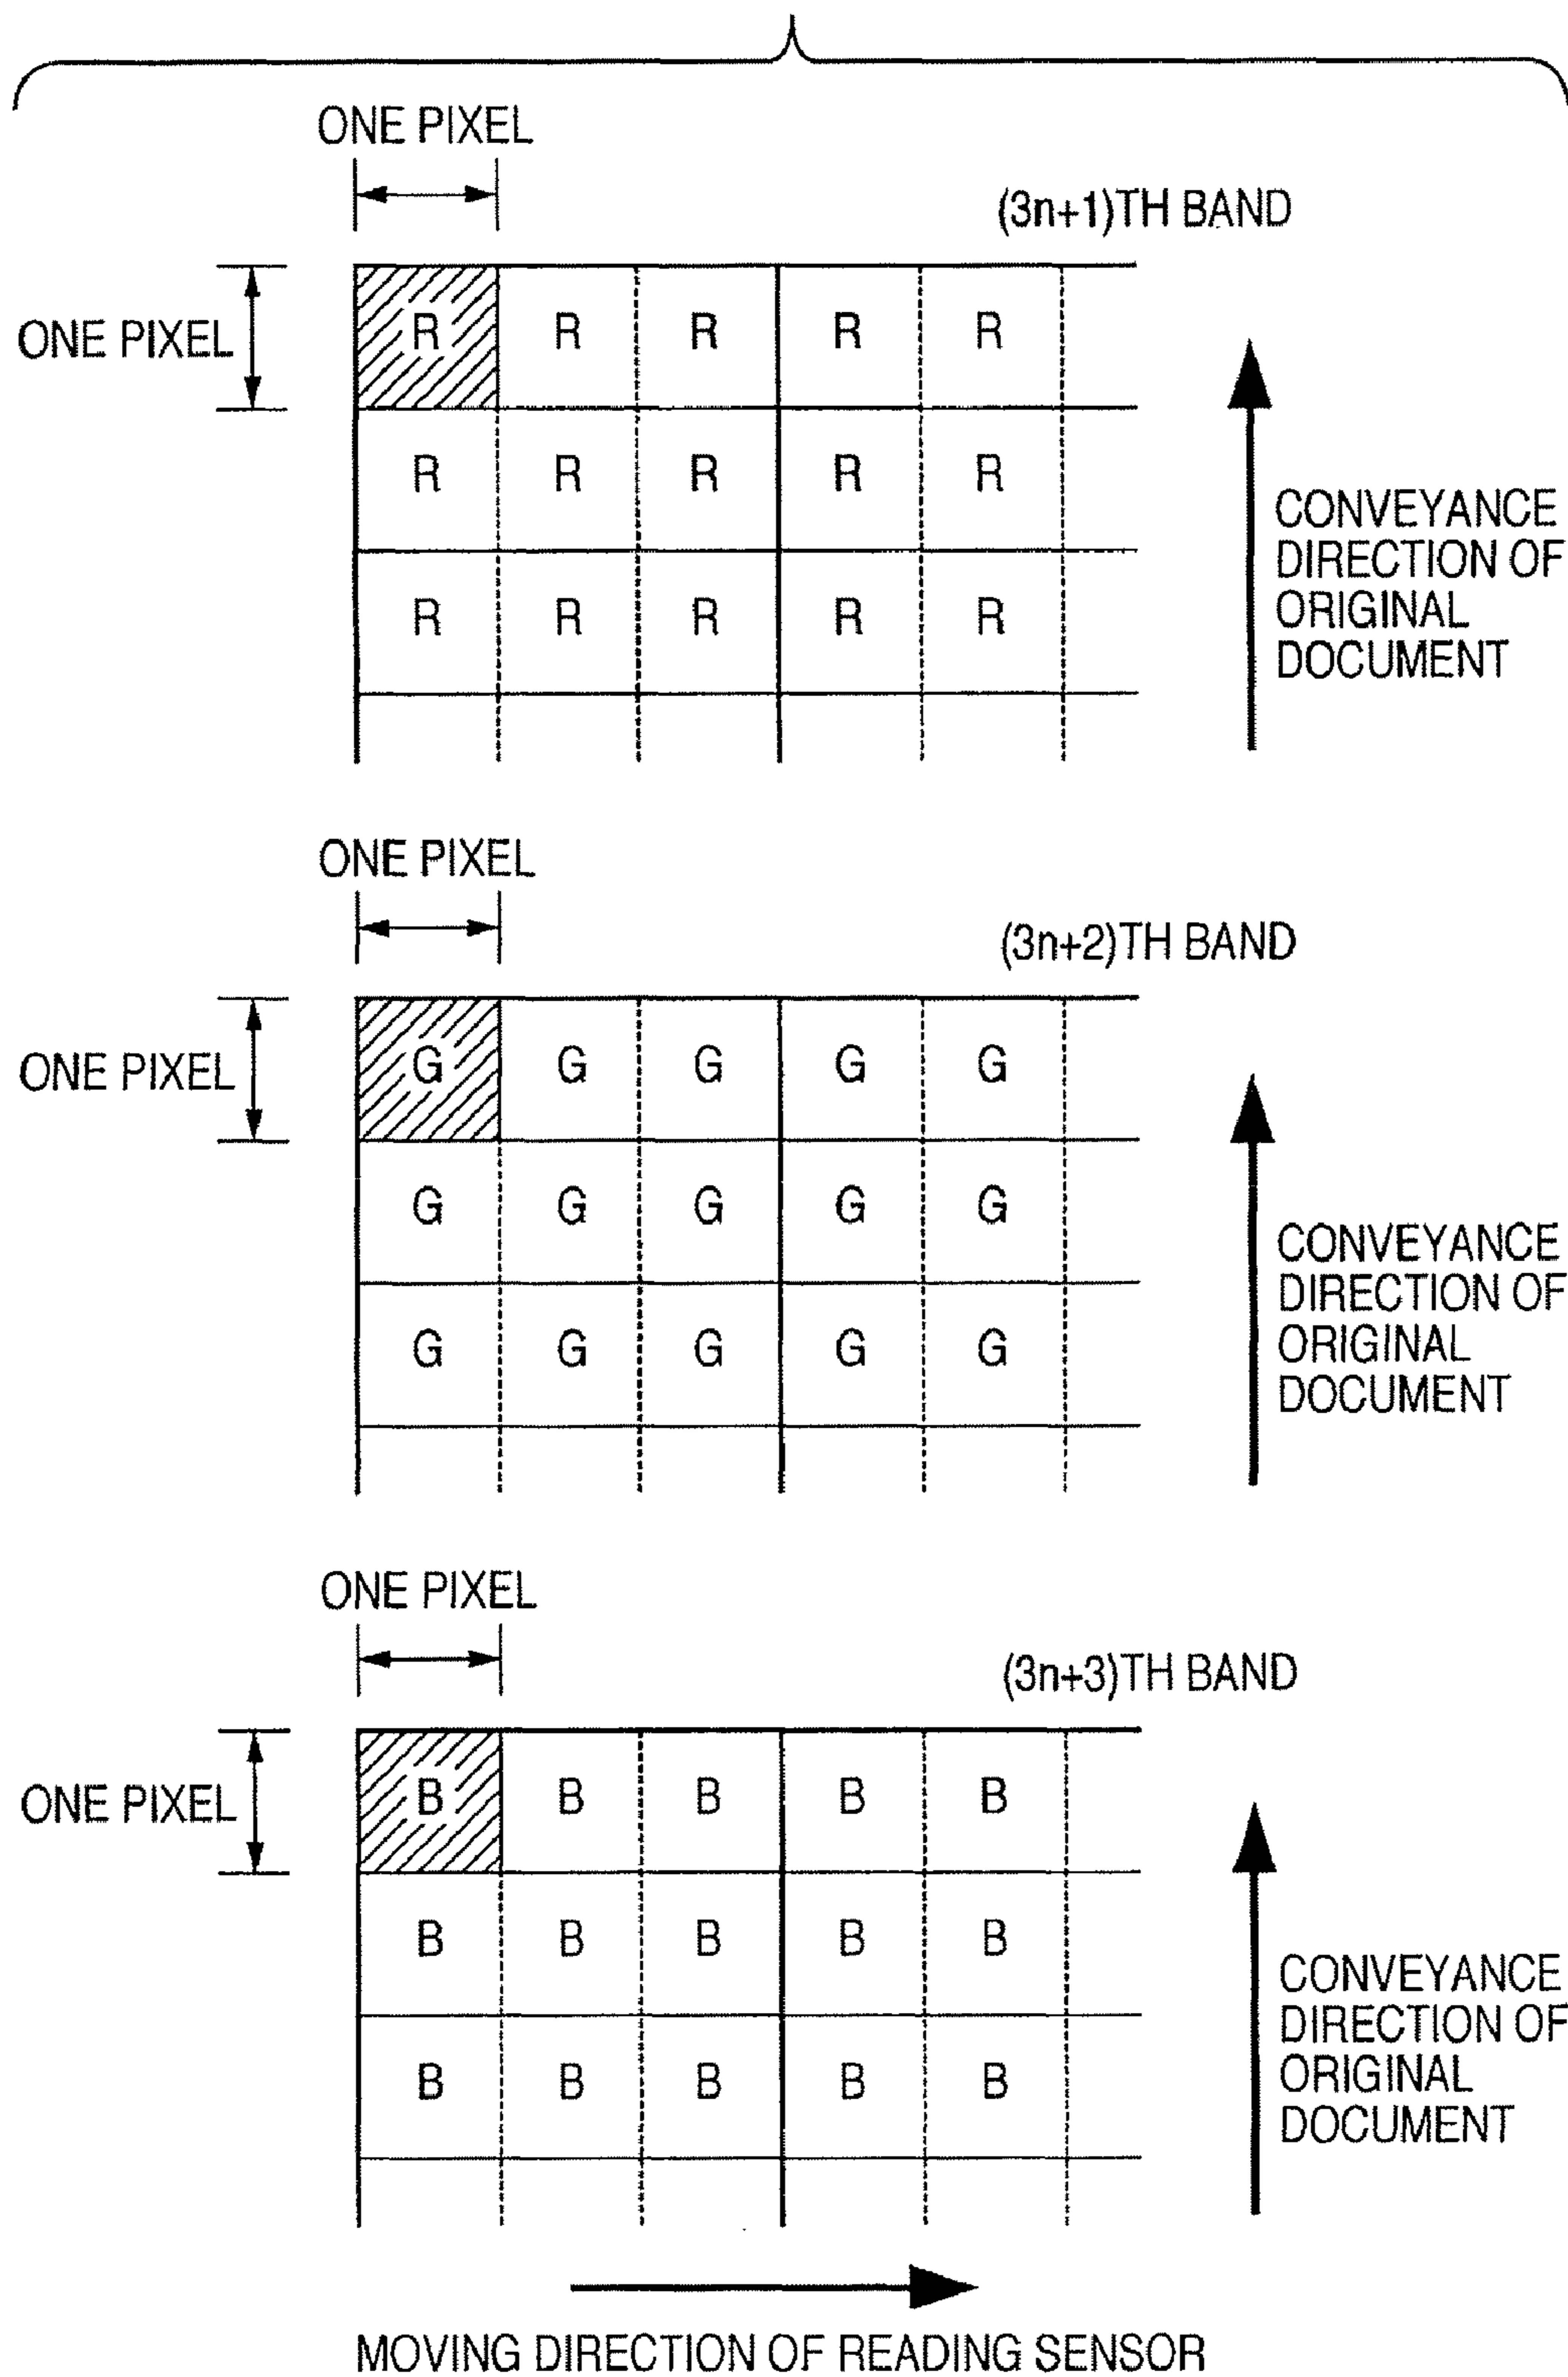 ONE PIXEL
(3n+1)TH BAND
ONE PIXEL
R R R R R
R R R R R
R R R R R
CONVEYANCE
DIRECTION OF
ORIGINAL
DOCUMENT
ONE PIXEL
(3n+2)TH BAND
ONE PIXEL
G G G G G
G G G G G
G G G G G
CONVEYANCE
DIRECTION OF
ORIGINAL
DOCUMENT
ONE PIXEL
(3n+3)TH BAND
ONE PIXEL
B B B B B
B B B B B
B B B B B
CONVEYANCE
DIRECTION OF
ORIGINAL
DOCUMENT
MOVING DIRECTION OF READING SENSOR